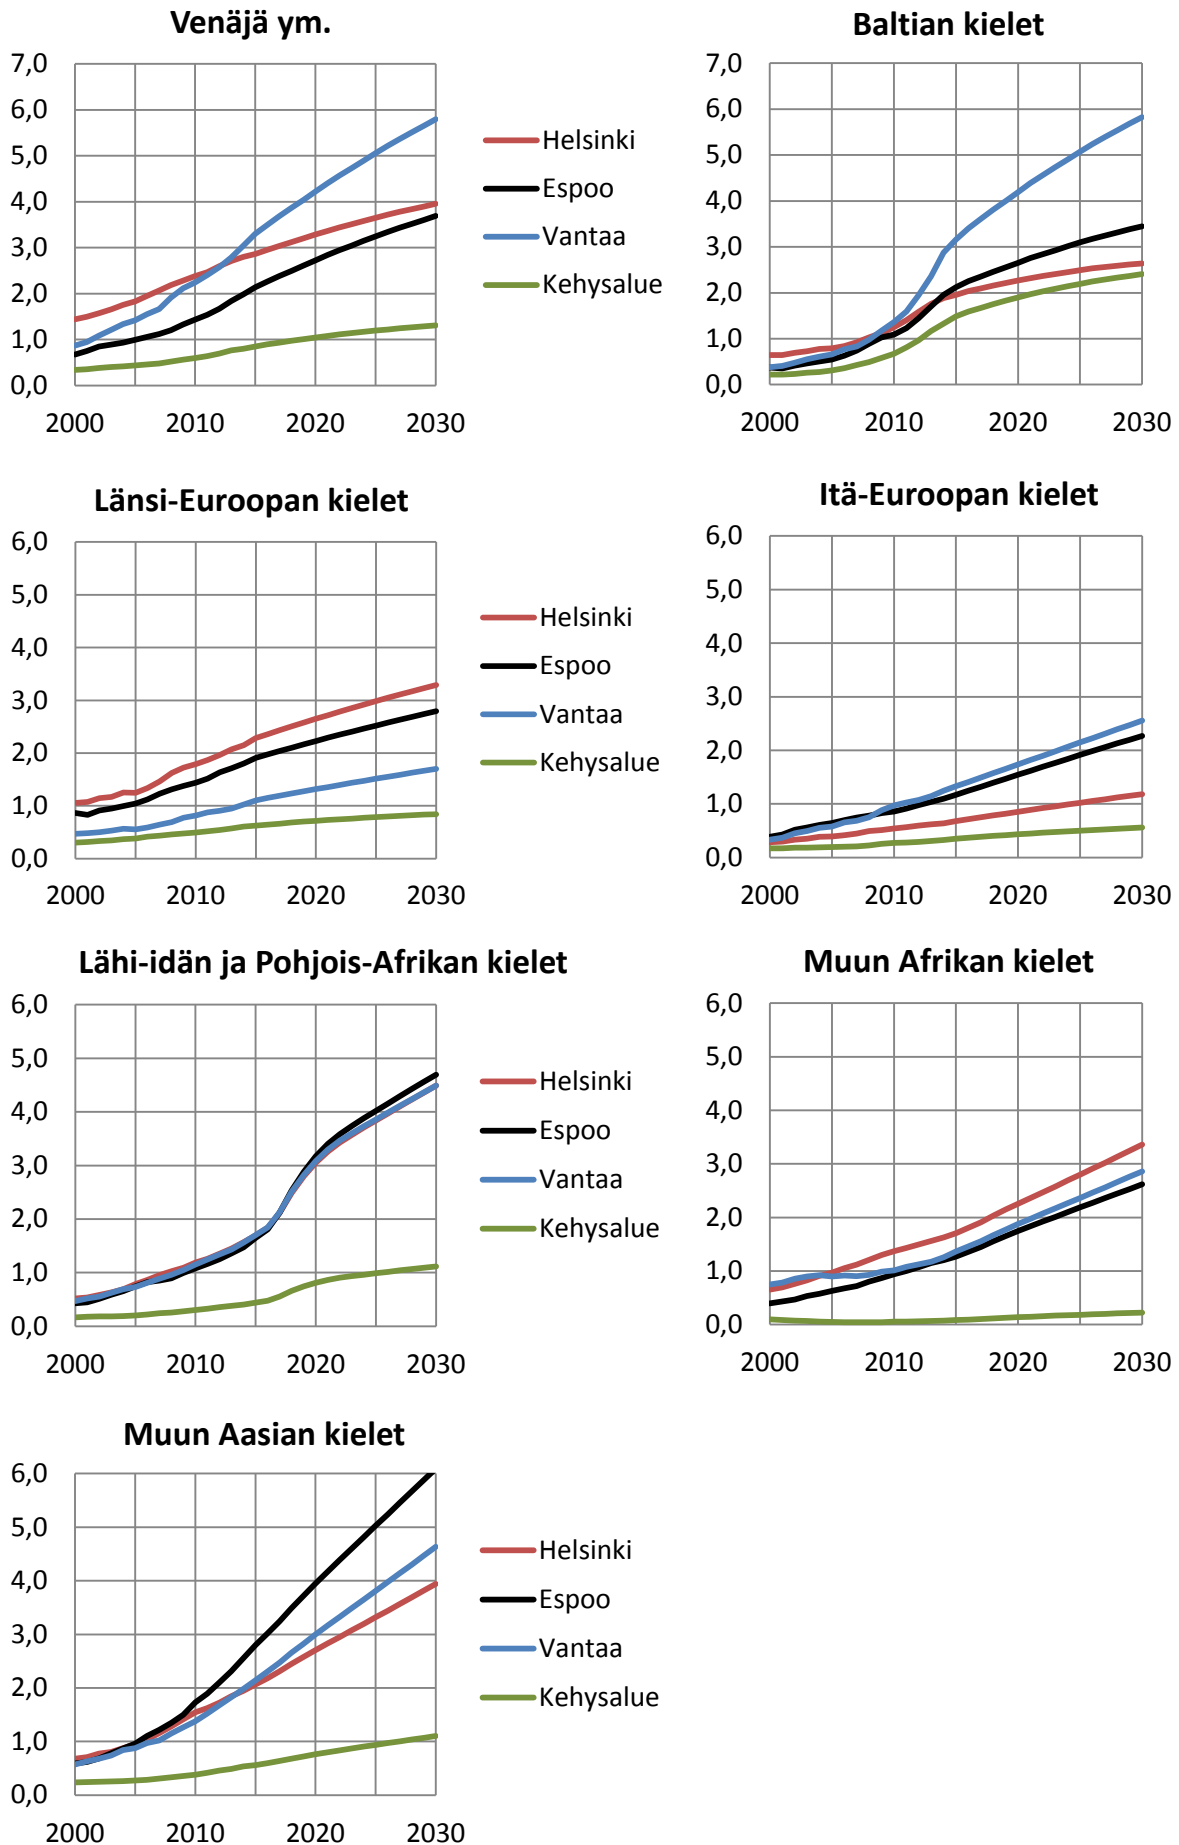 Venäjä ym.
7,0
6,0
5,0
4,0
3,0
2,0
1,0
0,0
2000 2010 2020 2030
Helsinki
Espoo
Vantaa
Kehysalue
Baltian kielet
7,0
6,0
5,0
4,0
3,0
2,0
1,0
0,0
2000 2010 2020 2030
Länsi-Euroopan kielet
6,0
5,0
4,0
3,0
2,0
1,0
0,0
2000 2010 2020 2030
Helsinki
Espoo
Vantaa
Kehysalue
Itä-Euroopan kielet
6,0
5,0
4,0
3,0
2,0
1,0
0,0
2000 2010 2020 2030
Lähi-idän ja Pohjois-Afrikan kielet
6,0
5,0
4,0
3,0
2,0
1,0
0,0
2000 2010 2020 2030
Helsinki
Espoo
Vantaa
Kehysalue
Muun Afrikan kielet
6,0
5,0
4,0
3,0
2,0
1,0
0,0
2000 2010 2020 2030
Muun Aasian kielet
6,0
5,0
4,0
3,0
2,0
1,0
0,0
2000 2010 2020 2030
Helsinki
Espoo
Vantaa
Kehysalue